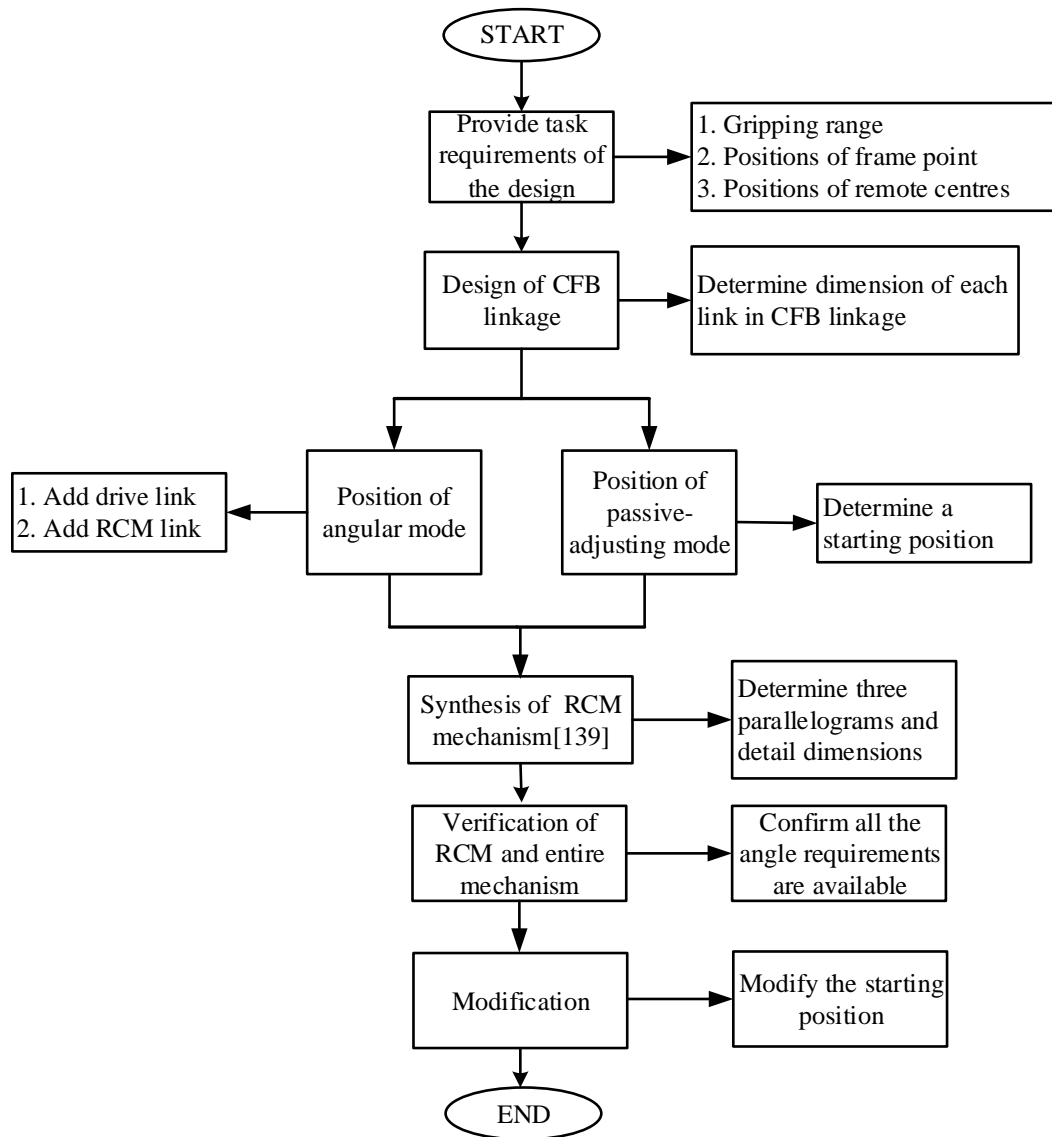 START
Provide task
requirements of
the design
1. Gripping range
2. Positions of frame point
3. Positions of remote centres
Design of CFB
linkage
Determine dimension of each
link in CFB linkage
1. Add drive link
2. Add RCM link
Position of
angular mode
Position of
passive-
adjusting mode
Determine a
starting position
Synthesis of RCM
mechanism[139]
Determine three
parallelograms and
detail dimensions
Verification of
RCM and entire
mechanism
Confirm all the
angle requirements
are available
Modification
Modify the starting
position
END